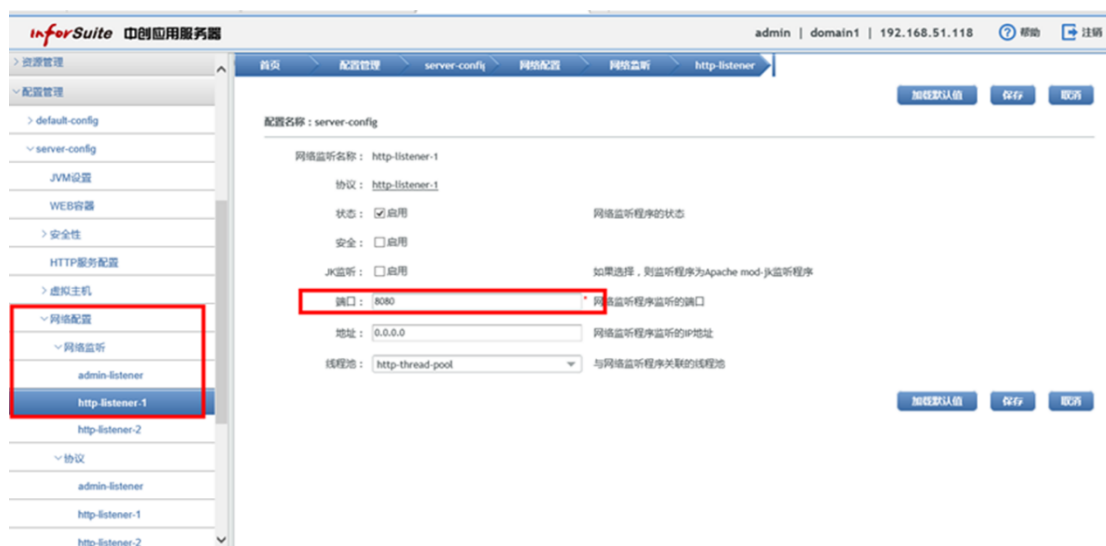 InforSuite 中创应用服务器
admin | domain1 | 192.168.51.118 帮助 注销
资源管理
配置管理
default-config
server-config
JVM设置
WEB容器
安全性
HTTP服务配置
虚拟主机
网络配置
网络监听
admin-listener
http-listener-1
http-listener-2
协议
admin-listener
http-listener-1
http-listener-2
首页 配置管理 server-config 网络配置 网络监听 http-listener
加载默认值 保存 取消
配置名称：server-config
网络监听名称： http-listener-1
协议： http-listener-1
状态： 启用 网络监听程序的状态
安全： 启用
JK监听： 启用 如果选择，则监听程序为Apache mod-jk监听程序
端口： 8080 * 网络监听程序监听的端口
地址： 0.0.0.0 网络监听程序监听的IP地址
线程池： http-thread-pool 与网络监听程序关联的线程池
加载默认值 保存 取消